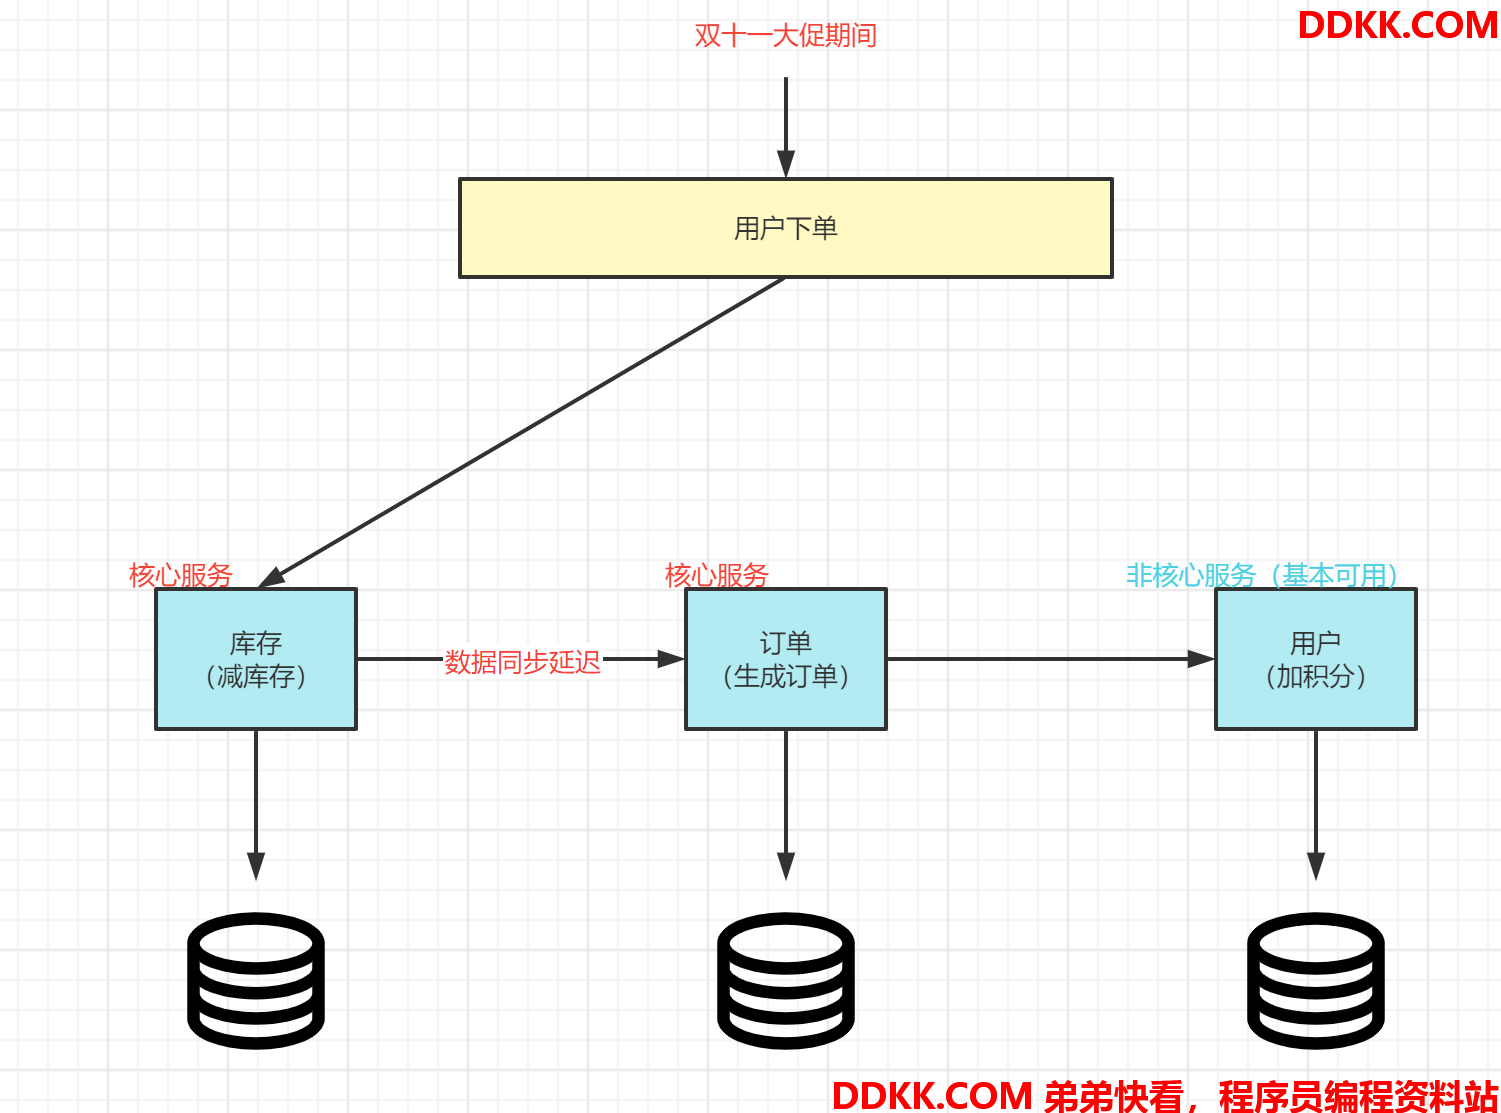 DDKK.COM
双十一大促期间
用户下单
核心服务
核心服务
非核心服务（基本可用）
库存
（减库存）
数据同步延迟
订单
（生成订单）
用户
（加积分）
DDKK.COM 弟弟快看，程序员编程资料站